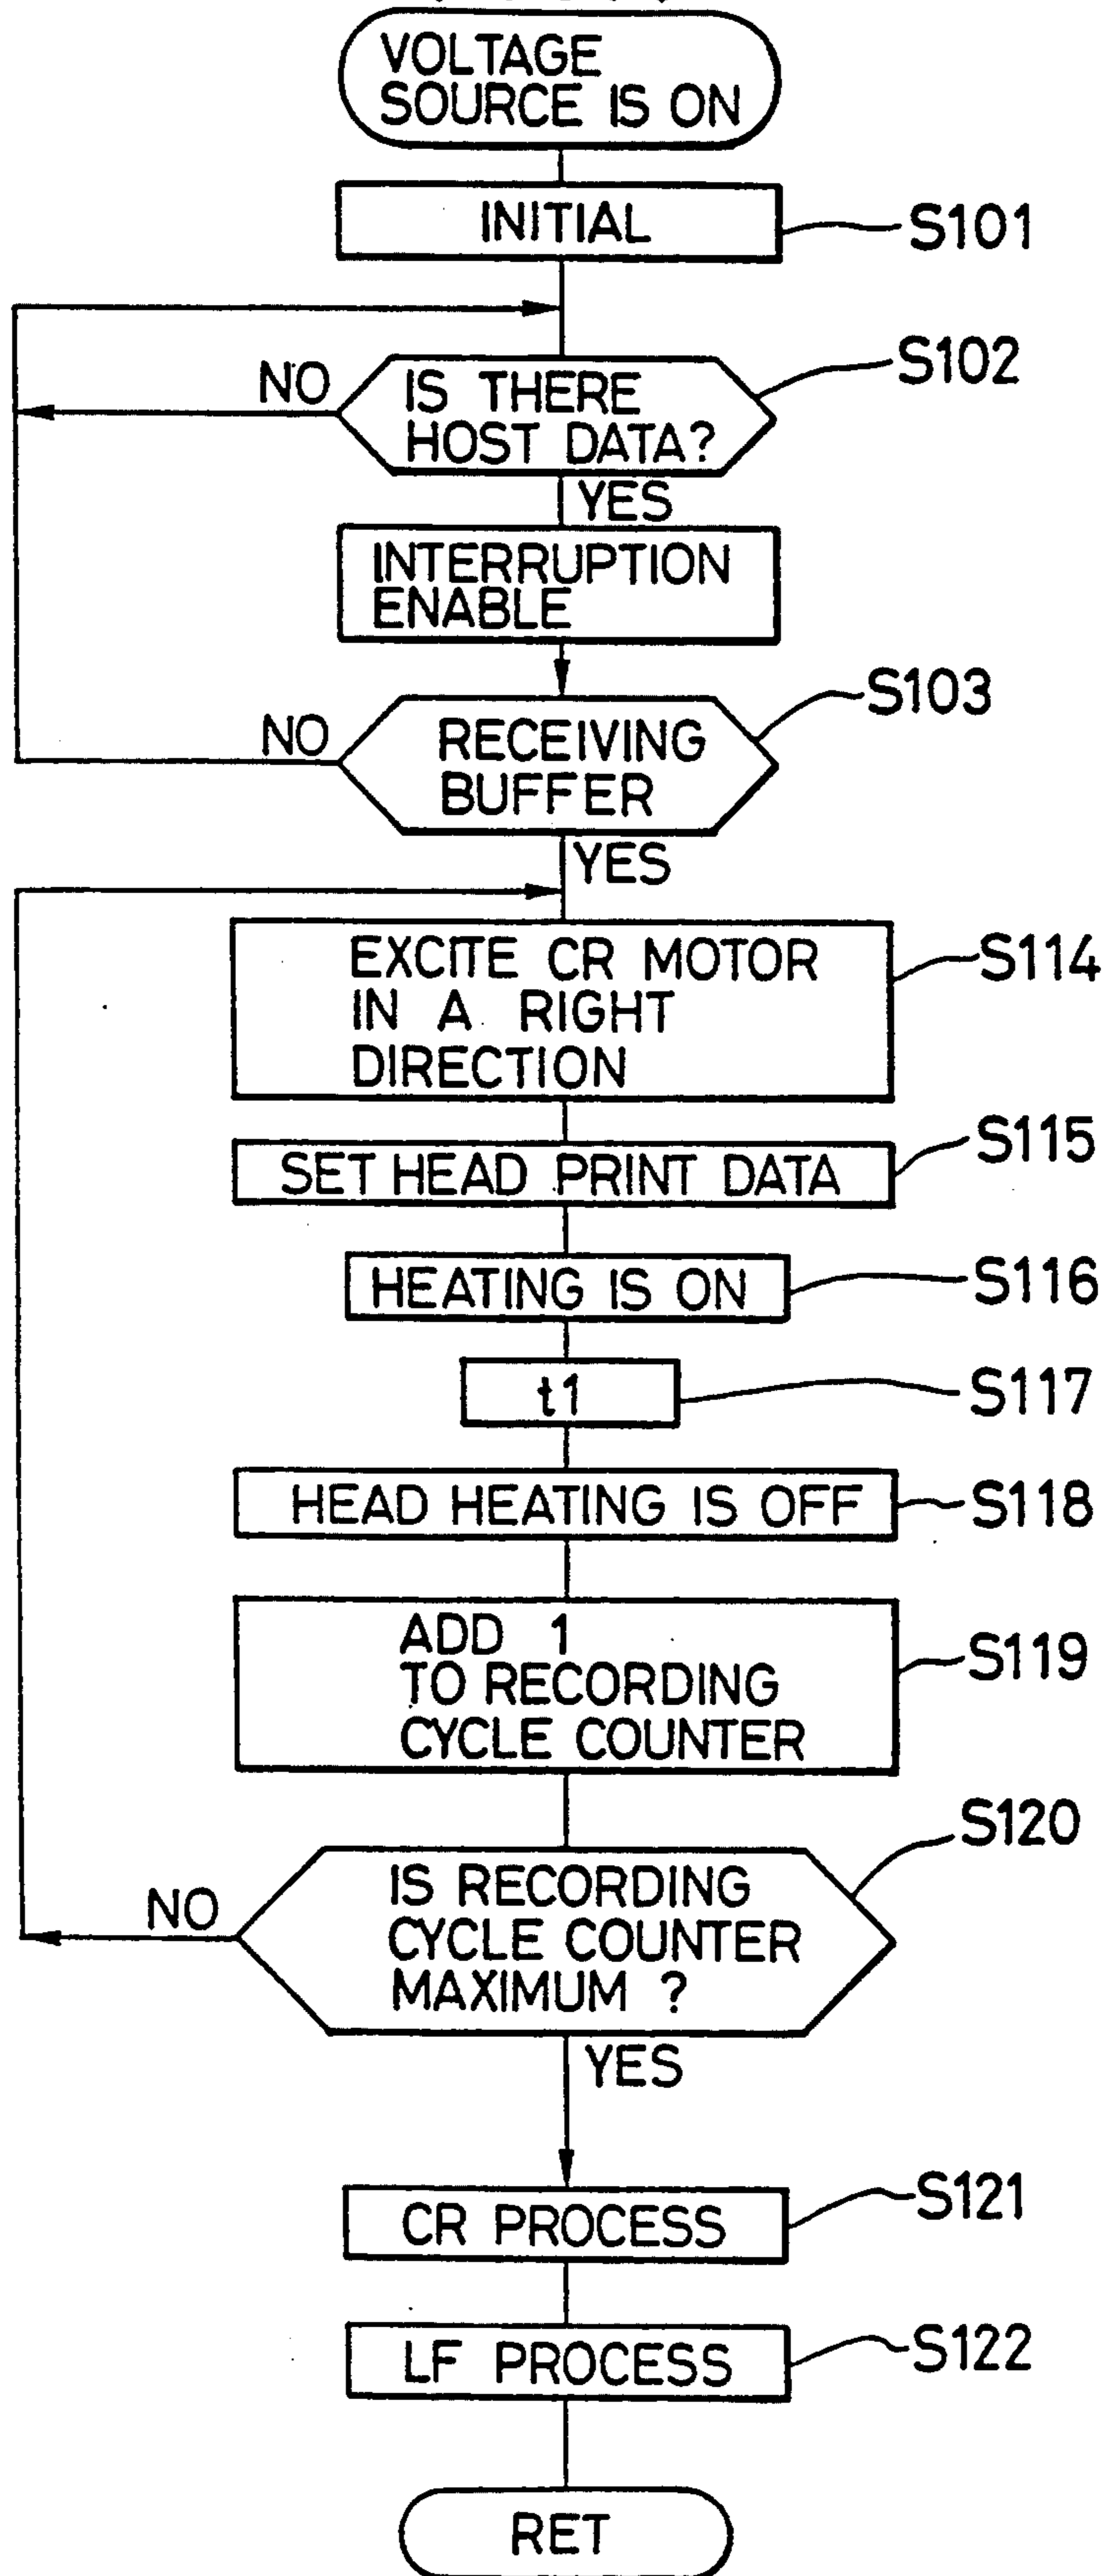 VOLTAGE
SOURCE IS ON
INITIAL
S101
NO
IS THERE
HOST DATA?
S102
YES
INTERRUPTION
ENABLE
NO
RECEIVING
BUFFER
S103
YES
EXCITE CR MOTOR
IN A RIGHT
DIRECTION
S114
SET HEAD PRINT DATA
S115
HEATING IS ON
S116
t1
S117
HEAD HEATING IS OFF
S118
ADD 1
TO RECORDING
CYCLE COUNTER
S119
NO
IS RECORDING
CYCLE COUNTER
MAXIMUM ?
S120
YES
CR PROCESS
S121
LF PROCESS
S122
RET